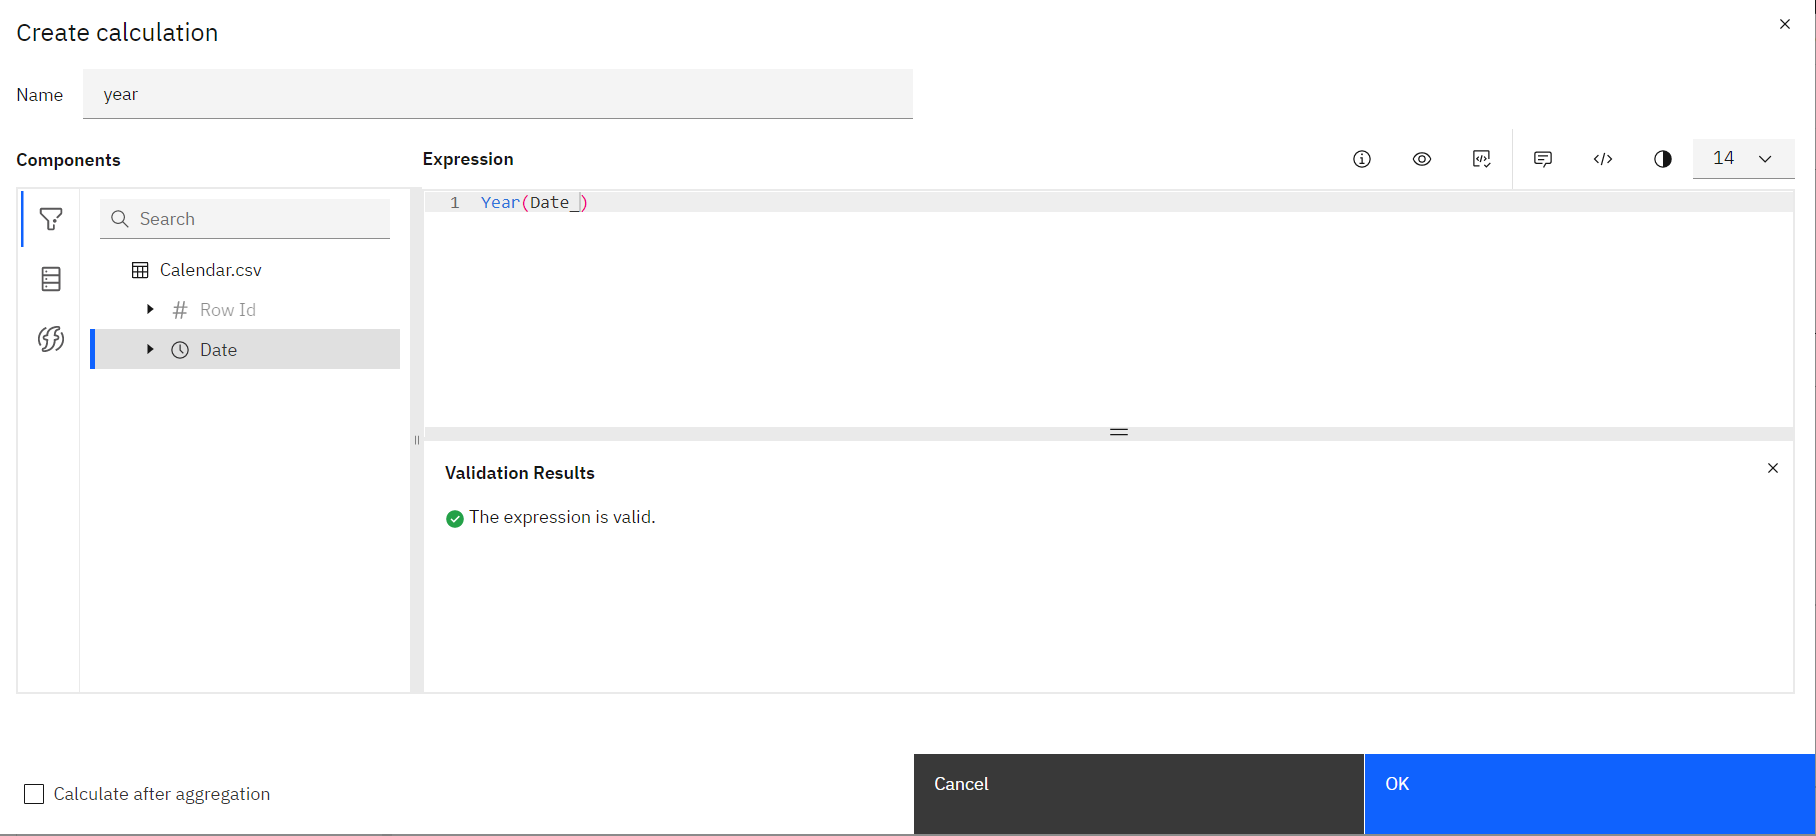 Create calculation
Name
year
Components
Expression
14
Search
Calendar.csv
Row Id
Date
1 Year(Date_)
Validation Results
The expression is valid.
Calculate after aggregation
Cancel
OK